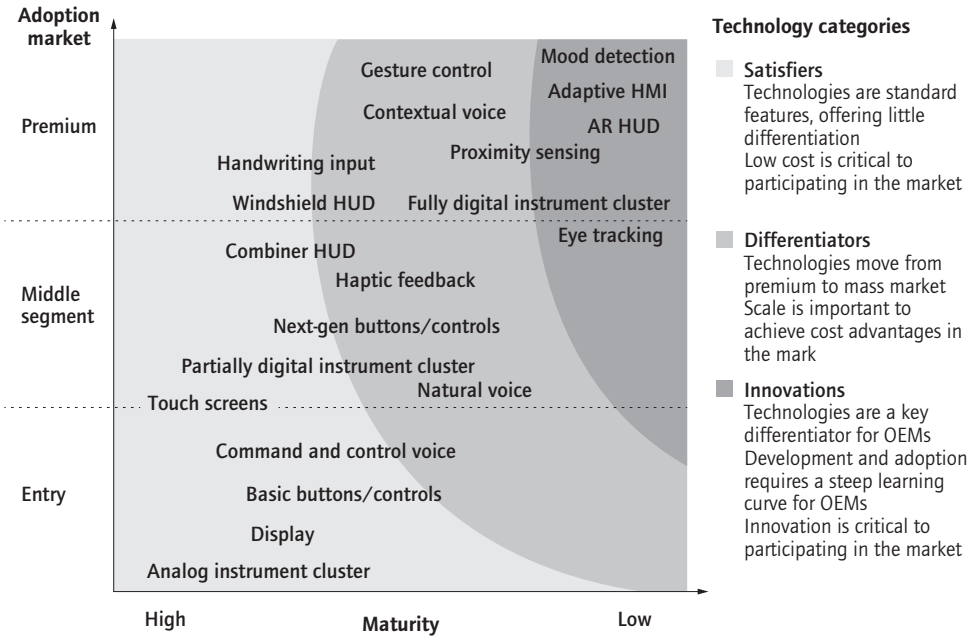 Adoption
market
Premium
Middle
segment
Entry
Mood detection
Gesture control
Adaptive HMI
Contextual voice
AR HUD
Proximity sensing
Handwriting input
Windshield HUD
Fully digital instrument cluster
Eye tracking
Combiner HUD
Haptic feedback
Next-gen buttons/controls
Partially digital instrument cluster
Natural voice
Touch screens
Command and control voice
Basic buttons/controls
Display
Analog instrument cluster
High
Maturity
Low
Technology categories
Satisfiers
Technologies are standard
features, offering little
differentiation
Low cost is critical to
participating in the market
Differentiators
Technologies move from
premium to mass market
Scale is important to
achieve cost advantages in
the mark
Innovations
Technologies are a key
differentiator for OEMs
Development and adoption
requires a steep learning
curve for OEMs
Innovation is critical to
participating in the market